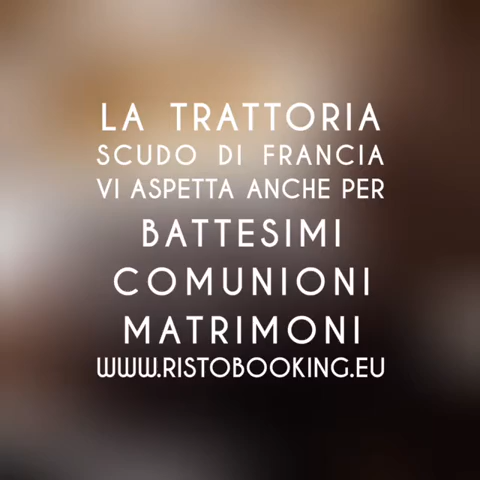 LA TRATTORIA
SCUDO DI FRANCIA
VI ASPETTA ANCHE PER
BATTESIMI
COMUNIONI
MATRIMONI
WWW.RISTOBOOKING.EU